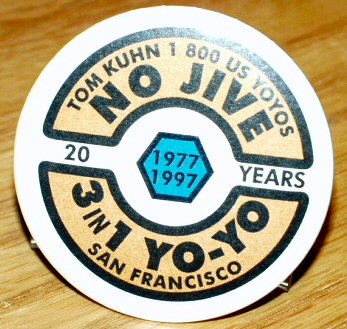 TOM KUHN 1 800 US YOYOS
NO JIVE
20 YEARS
1977
1997
3 IN 1 YO-YO
SAN FRANCISCO